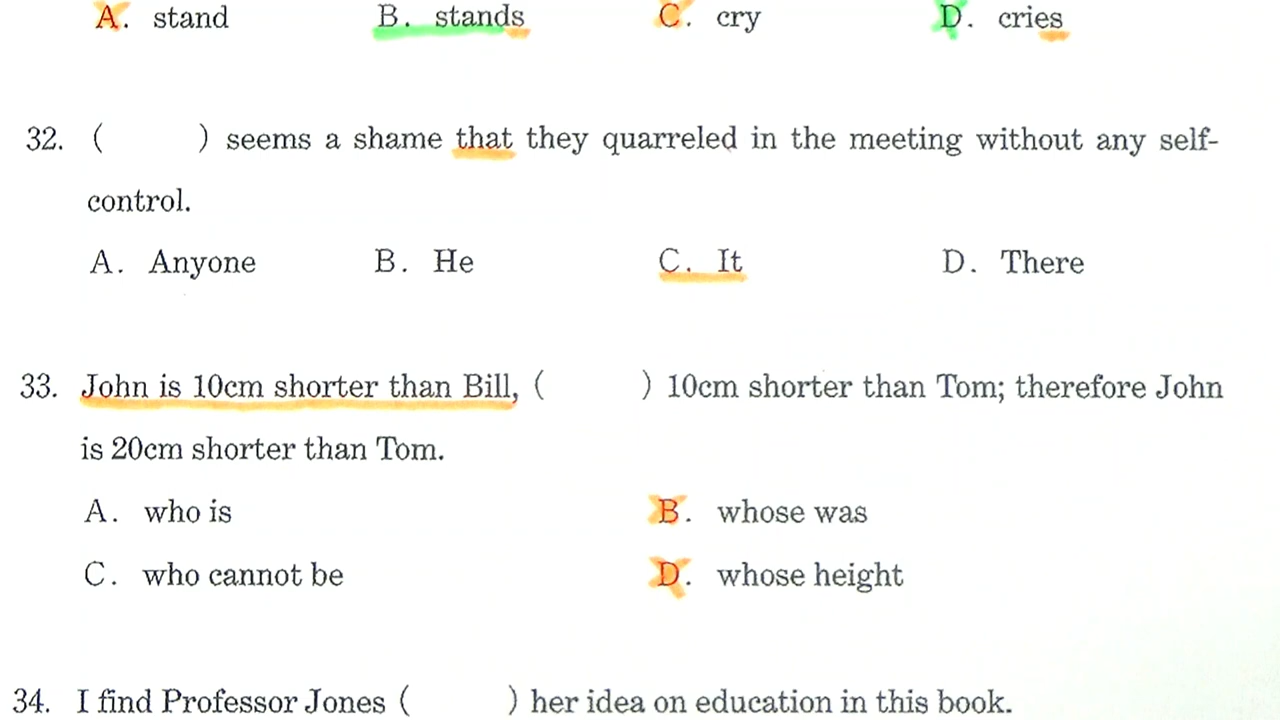 A. stand B. stands C. cry D. cries
32. ( ) seems a shame that they quarreled in the meeting without any self-
control.
A. Anyone B. He C. It D. There
33. John is 10cm shorter than Bill, ( ) 10cm shorter than Tom; therefore John
is 20cm shorter than Tom.
A. who is B. whose was
C. who cannot be D. whose height
34. I find Professor Jones ( ) her idea on education in this book.